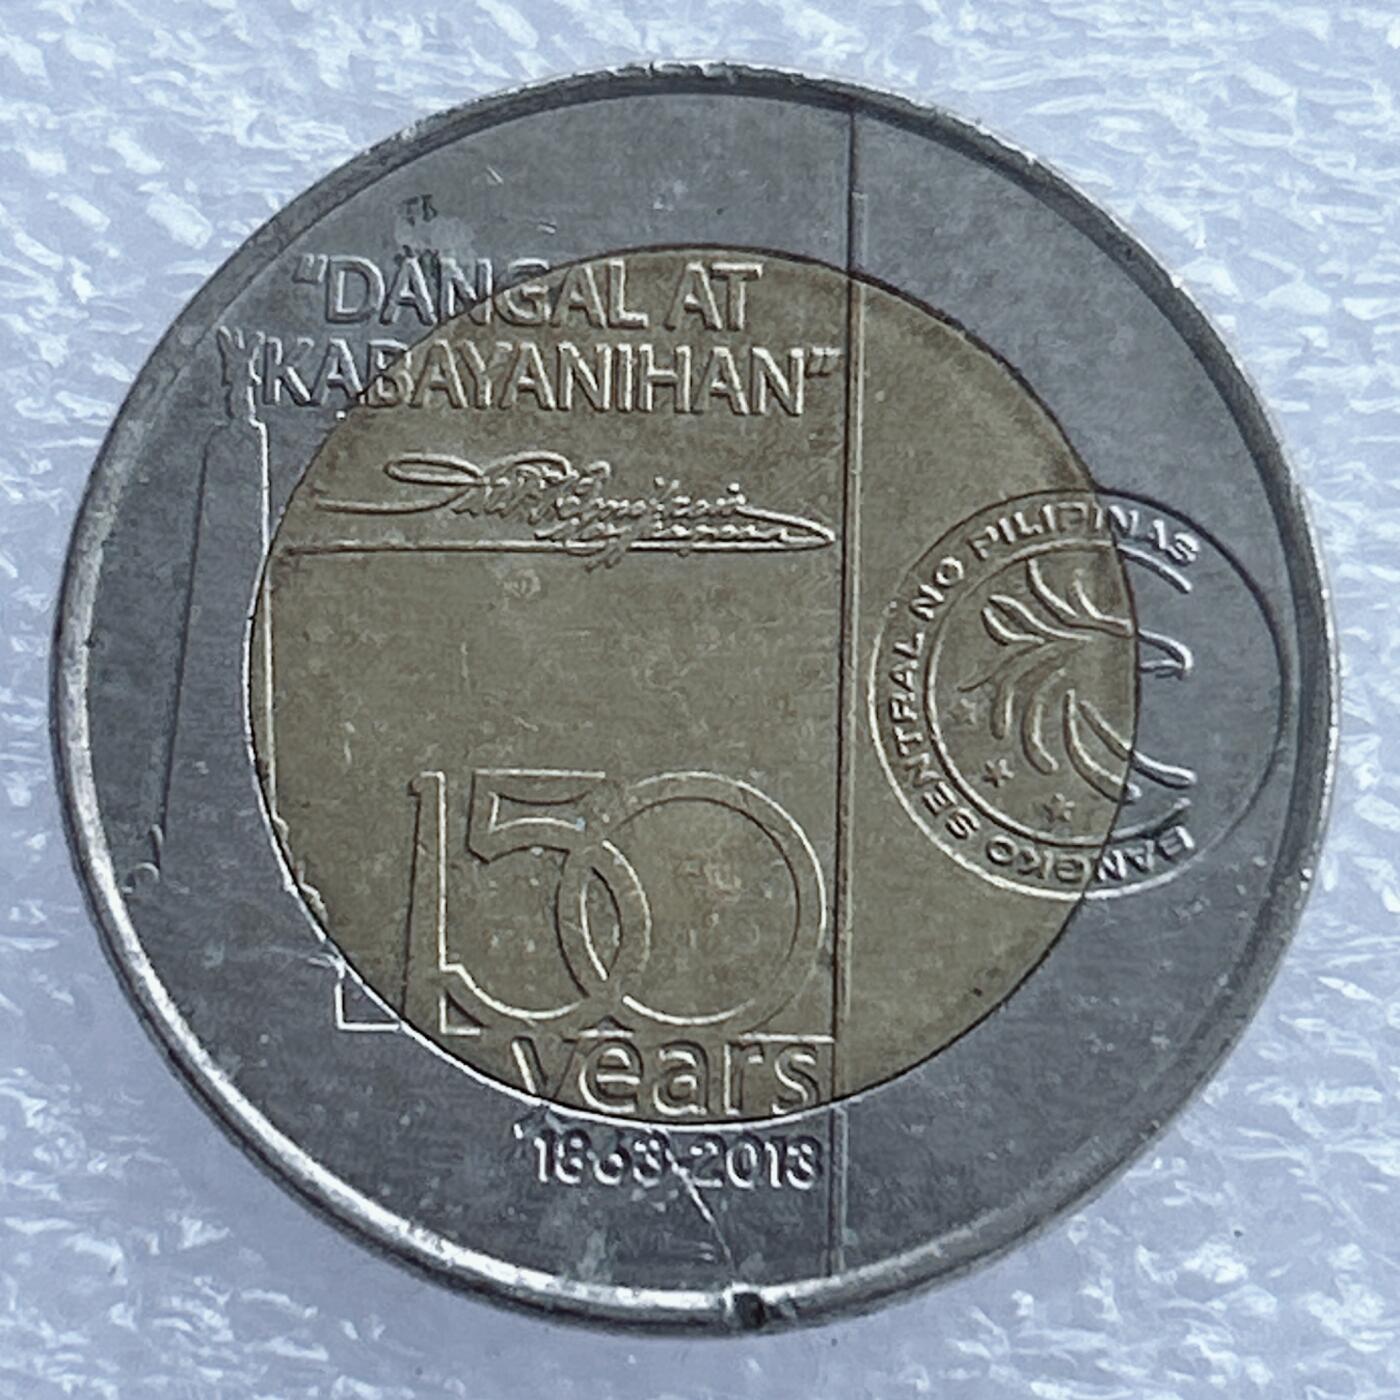 "DANGAL AT
KABAYANIHAN"
150
years
1863-2013
BANGKO SENTRAL NG PILIPINAS